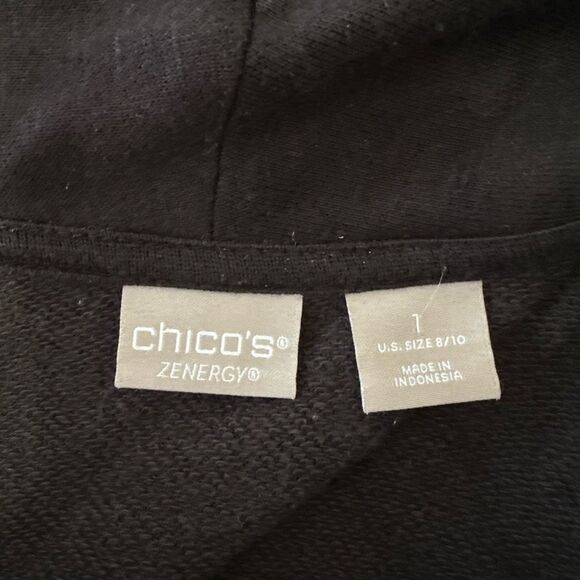 chico's®
ZENERGY®
1
U.S. SIZE 8/10
MADE IN
INDONESIA